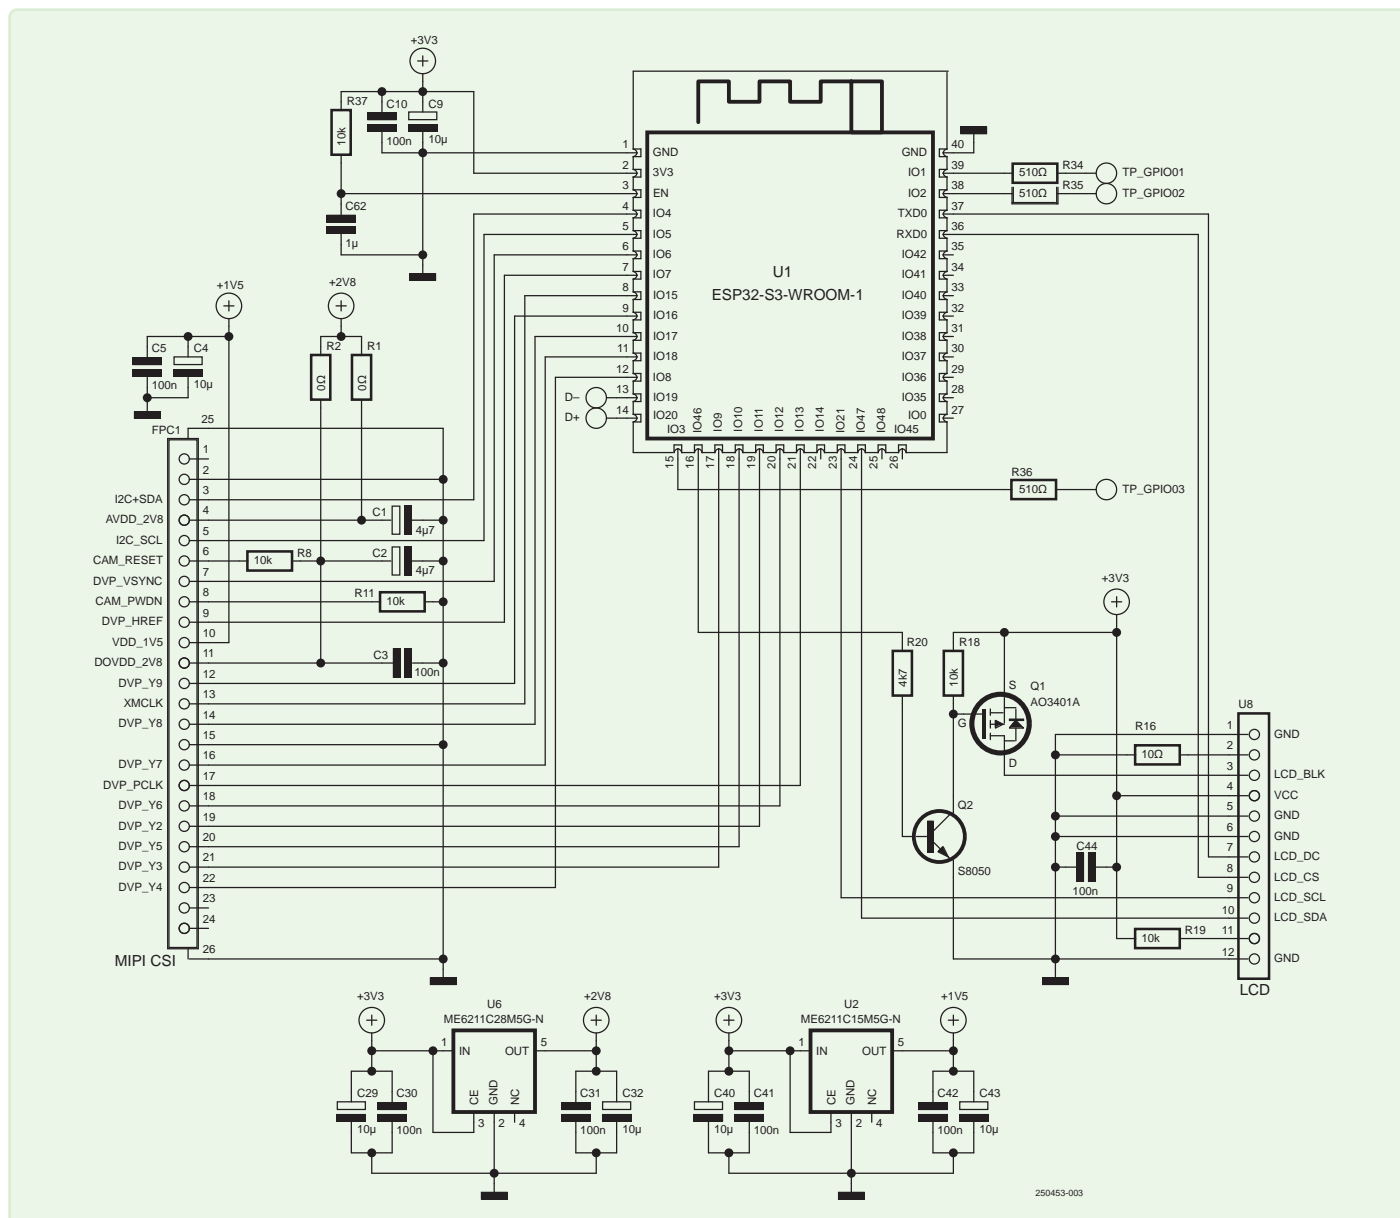 +3V3
R37
C10
C9
10k
100n
10µ
C62
1µ
+1V5
+2V8
C5
C4
100n
10µ
R2
R1
0Ω
0Ω
U1
ESP32-S3-WROOM-1
1 GND
2 3V3
3 EN
4 IO4
5 IO5
6 IO6
7 IO7
8 IO15
9 IO16
10 IO17
11 IO18
12 IO8
D– 13 IO19
D+ 14 IO20
IO3
IO46
IO9
IO10
IO11
IO12
IO13
IO14
IO21
IO47
IO48
IO45
15
16
17
18
19
20
21
22
23
24
25
26
GND 40
IO1 39
IO2 38
TXD0 37
RXD0 36
IO42 35
IO41 34
IO40 33
IO39 32
IO38 31
IO37 30
IO36 29
IO35 28
IO0 27
510Ω R34 TP_GPIO01
510Ω R35 TP_GPIO02
R36
510Ω TP_GPIO03
FPC1
25
1
2
I2C+SDA 3
AVDD_2V8 4
I2C_SCL 5
CAM_RESET 6
DVP_VSYNC 7
CAM_PWDN 8
DVP_HREF 9
VDD_1V5 10
DOVDD_2V8 11
DVP_Y9 12
XMCLK 13
DVP_Y8 14
15
DVP_Y7 16
DVP_PCLK 17
DVP_Y6 18
DVP_Y2 19
DVP_Y5 20
DVP_Y3 21
DVP_Y4 22
23
24
26
MIPI CSI
C1
4µ7
10k R8
C2
4µ7
R11
10k
C3
100n
+3V3
R20
4k7
R18
10k
S
Q1
AO3401A
G
D
Q2
S8050
U8
R16
10Ω
1 GND
2
3 LCD_BLK
4 VCC
5 GND
6 GND
7 LCD_DC
8 LCD_CS
9 LCD_SCL
10 LCD_SDA
11
12 GND
C44
100n
10k R19
LCD
+3V3
U6
ME6211C28M5G-N
+2V8
1 IN
OUT 5
CE
GND
NC
3
2
4
C29
10µ
C30
100n
C31
100n
C32
10µ
+3V3
U2
ME6211C15M5G-N
+1V5
1 IN
OUT 5
CE
GND
NC
3
2
4
C40
10µ
C41
100n
C42
100n
C43
10µ
250453-003